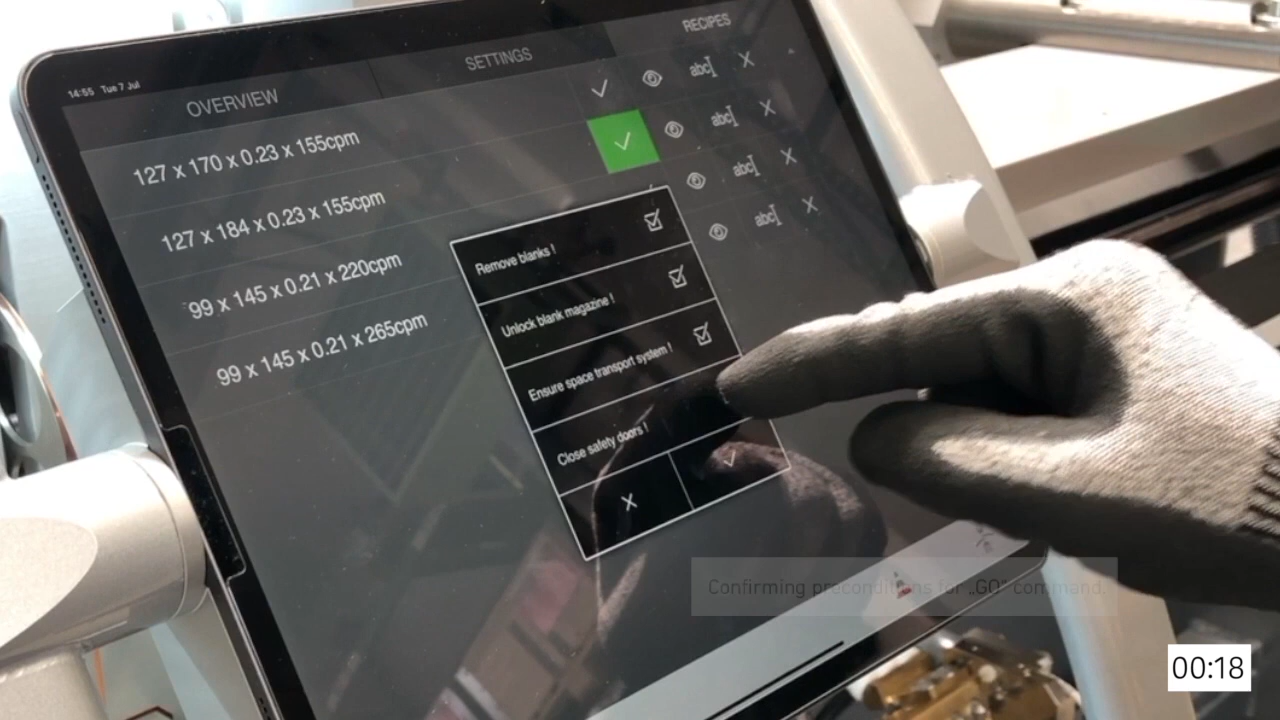 14:55 Tue 7 Jul
OVERVIEW
SETTINGS
RECIPES
127 x 170 x 0.23 x 155cpm
abc
127 x 184 x 0.23 x 155cpm
abc
99 x 145 x 0.21 x 220cpm
abc
99 x 145 x 0.21 x 265cpm
abc
Remove blanks !
Unlock blank magazine !
Ensure space transport system !
Close safety doors !
Confirming preconditions for „GO“ command.
00:18